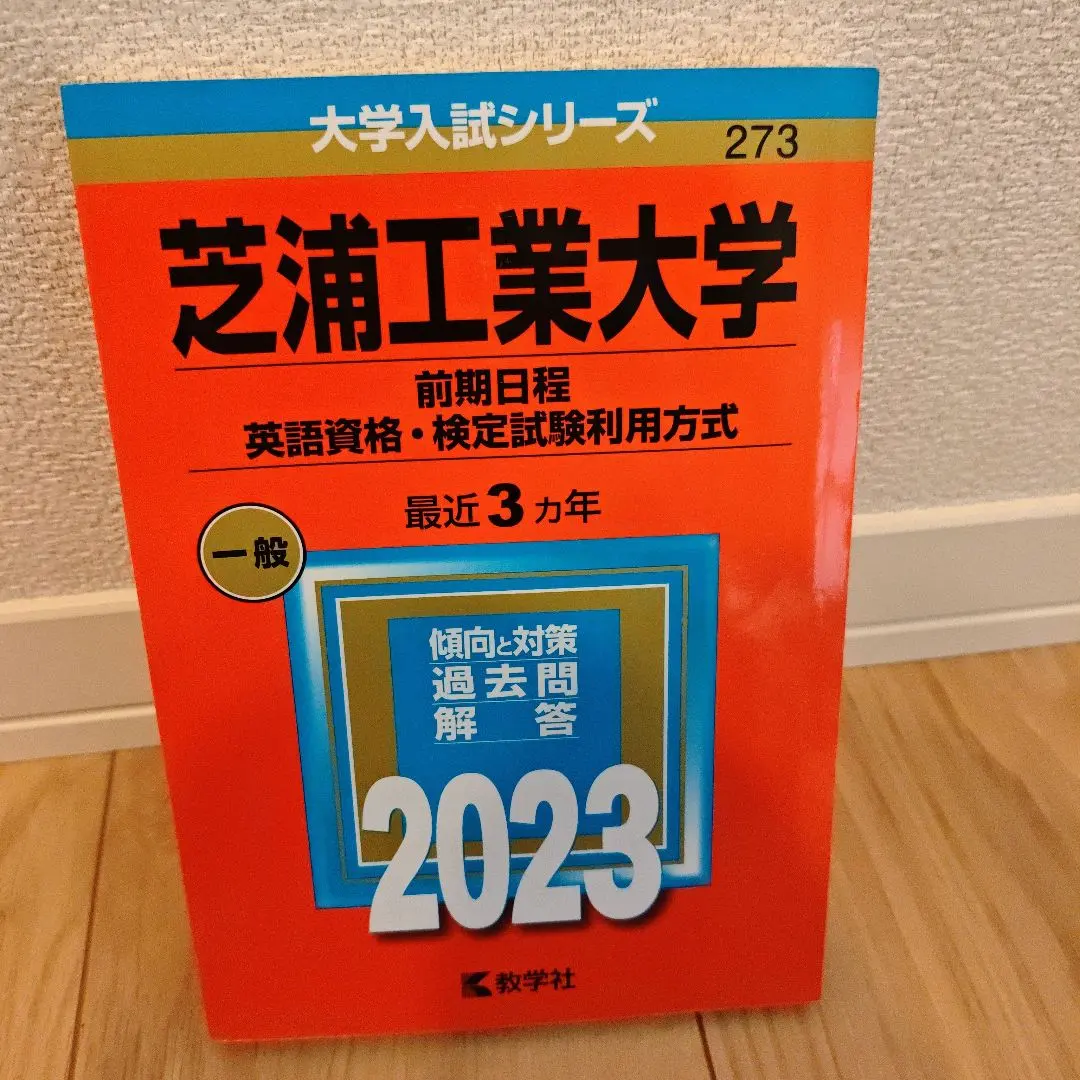 大学入試シリーズ
273
芝浦工業大学
前期日程
英語資格・検定試験利用方式
最近3ヵ年
一般
傾向と対策
過去問
解答
2023
教学社